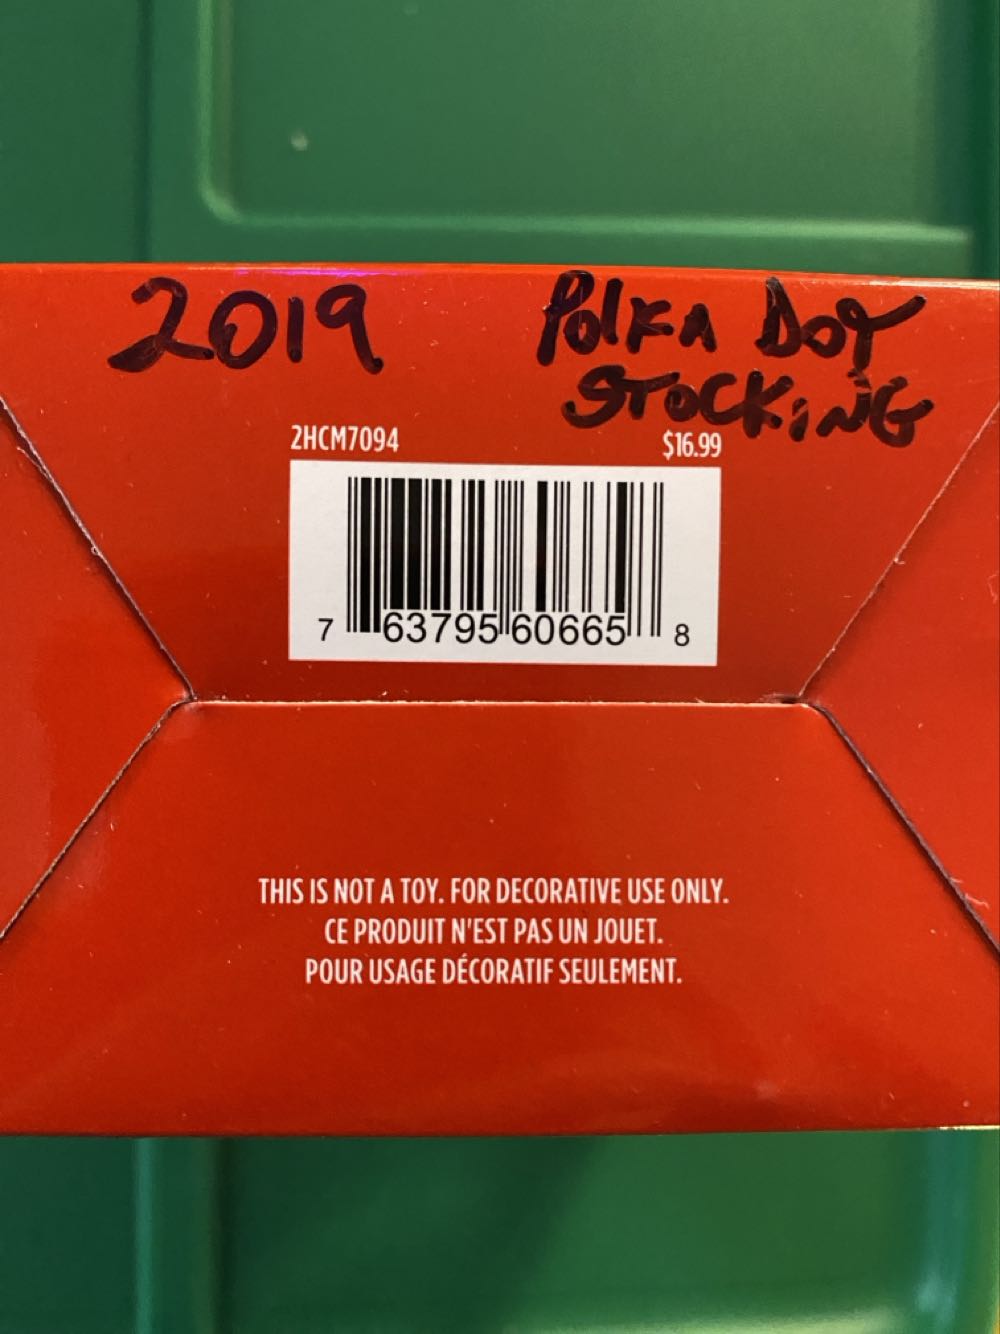 2019 POLKA DOT
STOCKING
2HCM7094 $16.99
7 63795 60665 8
THIS IS NOT A TOY. FOR DECORATIVE USE ONLY.
CE PRODUIT N'EST PAS UN JOUET.
POUR USAGE DÉCORATIF SEULEMENT.